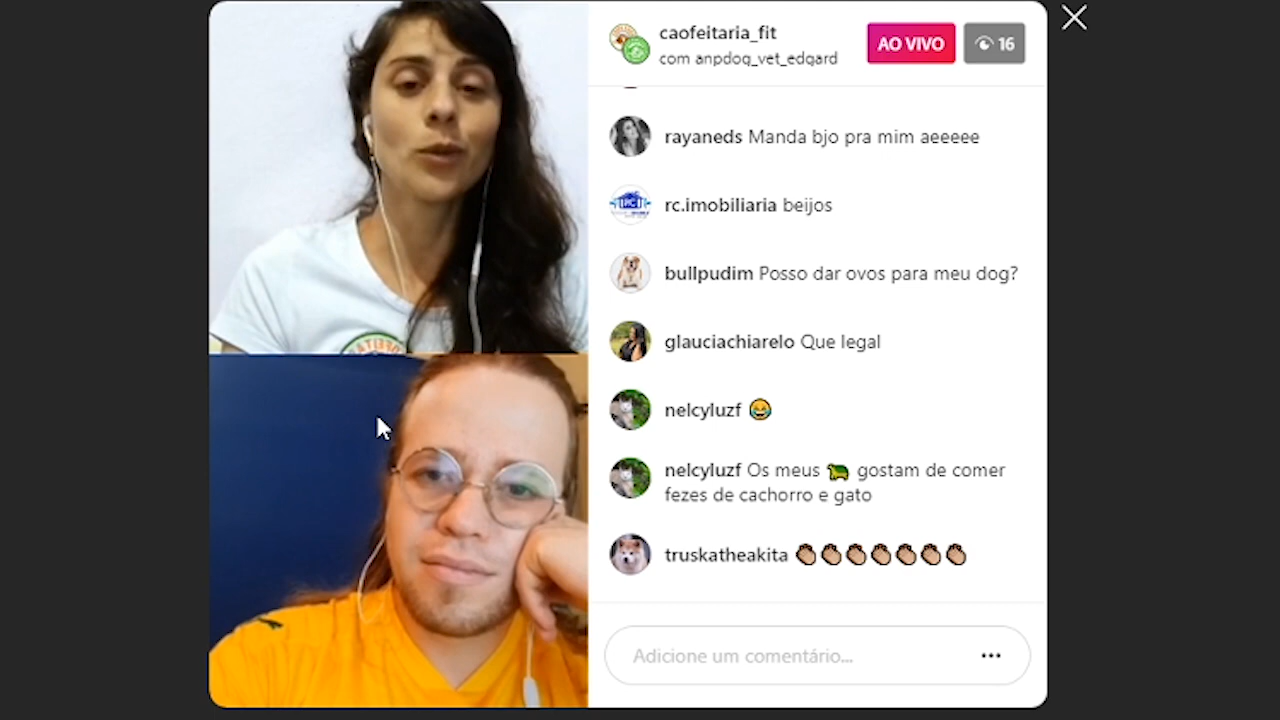 caofeitaria_fit
com anpdog_vet_edgard
AO VIVO
16
rayaneds Manda bjo pra mim aeeeee
rc.imobiliaria beijos
bullpudim Posso dar ovos para meu dog?
glauciachiarelo Que legal
nelcyluzf 😂
nelcyluzf Os meus 🐢 gostam de comer
fezes de cachorro e gato
truskatheakita 👏🏼👏🏼👏🏼👏🏼👏🏼👏🏼👏🏼
Adicione um comentário...